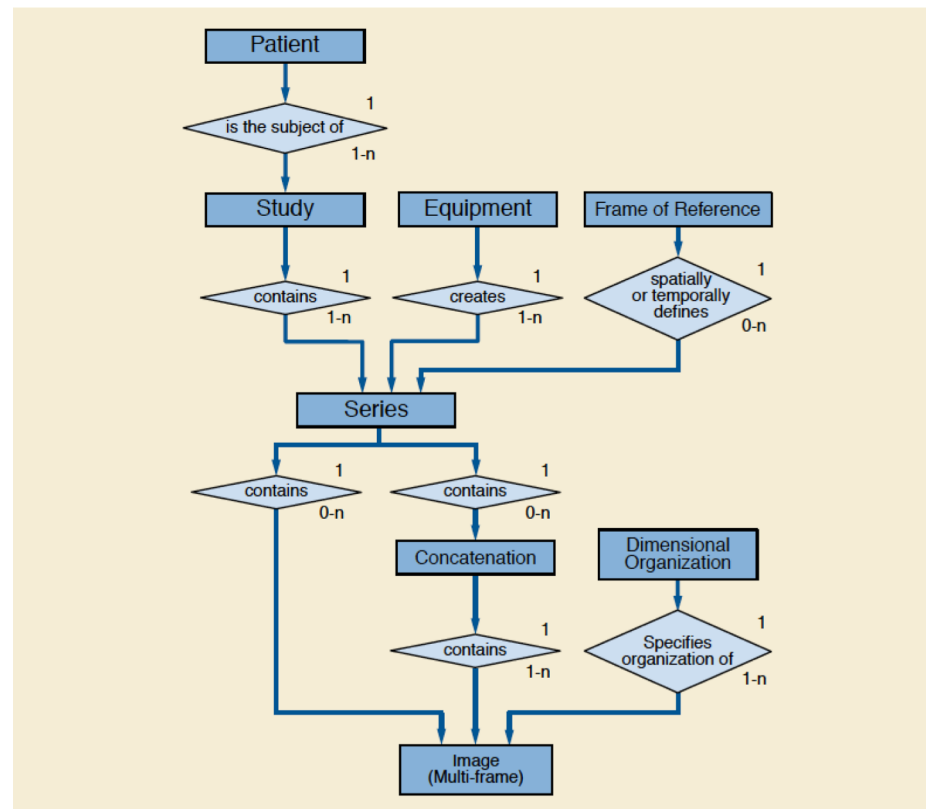 Patient
1
is the subject of
1-n
Study
Equipment
Frame of Reference
1
contains
1-n
1
creates
1-n
1
spatially
or temporally
defines
0-n
Series
1
contains
0-n
1
contains
0-n
Concatenation
Dimensional
Organization
1
contains
1-n
1
Specifies
organization of
1-n
Image
(Multi-frame)